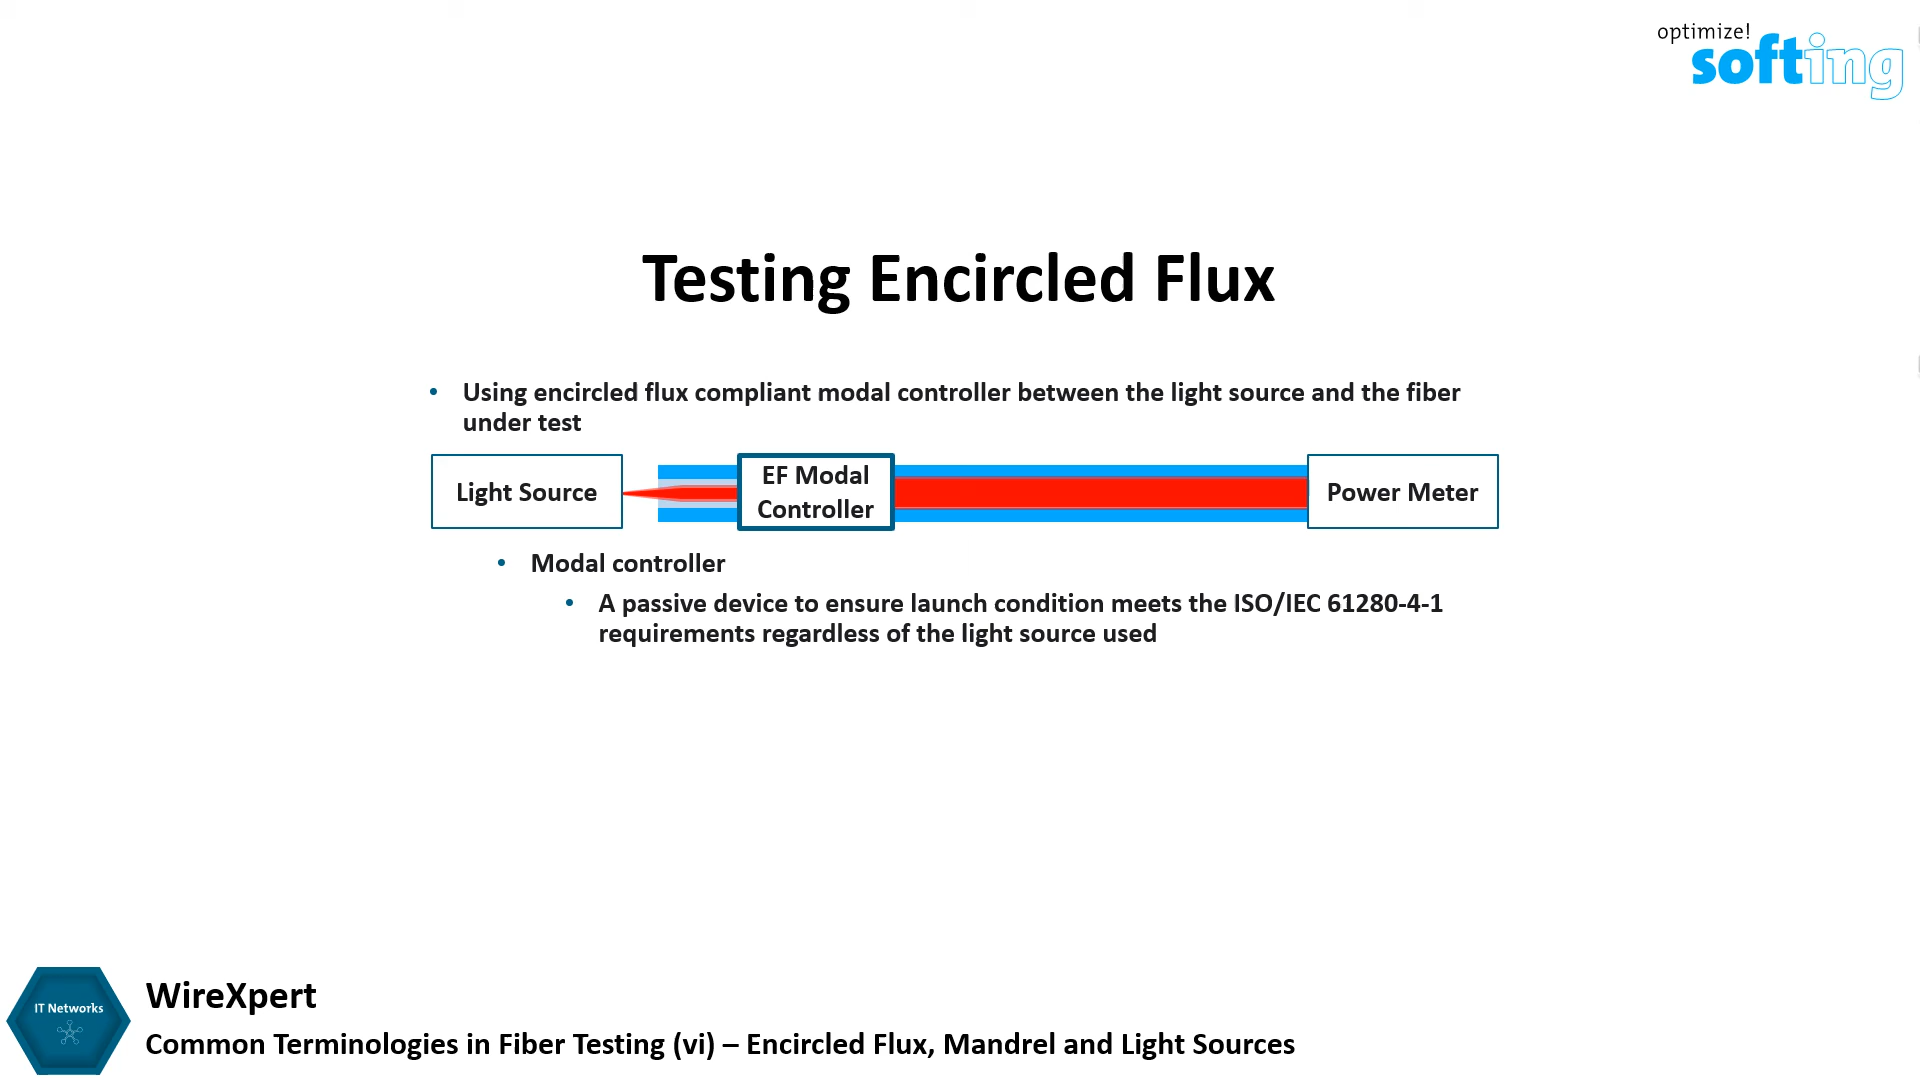 optimize!
softing
Testing Encircled Flux
• Using encircled flux compliant modal controller between the light source and the fiber
under test
Light Source
EF Modal
Controller
Power Meter
• Modal controller
• A passive device to ensure launch condition meets the ISO/IEC 61280-4-1
requirements regardless of the light source used
IT Networks
WireXpert
Common Terminologies in Fiber Testing (vi) – Encircled Flux, Mandrel and Light Sources